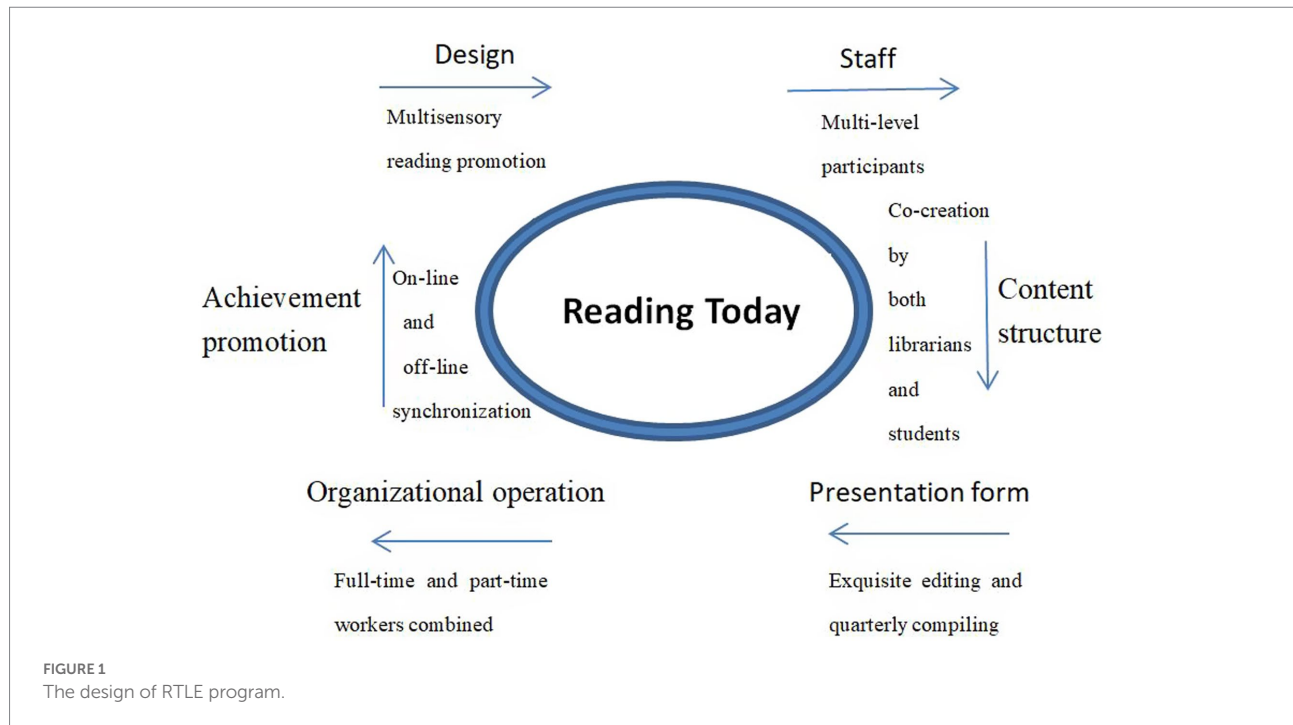 Design
Multisensory
reading promotion
Staff
Multi-level
participants
Co-creation
by
both
librarians
and
students
Content
structure
Reading Today
Achievement
promotion
On-line
and
off-line
synchronization
Organizational operation
Full-time and part-time
workers combined
Presentation form
Exquisite editing and
quarterly compiling
FIGURE 1
The design of RTLE program.